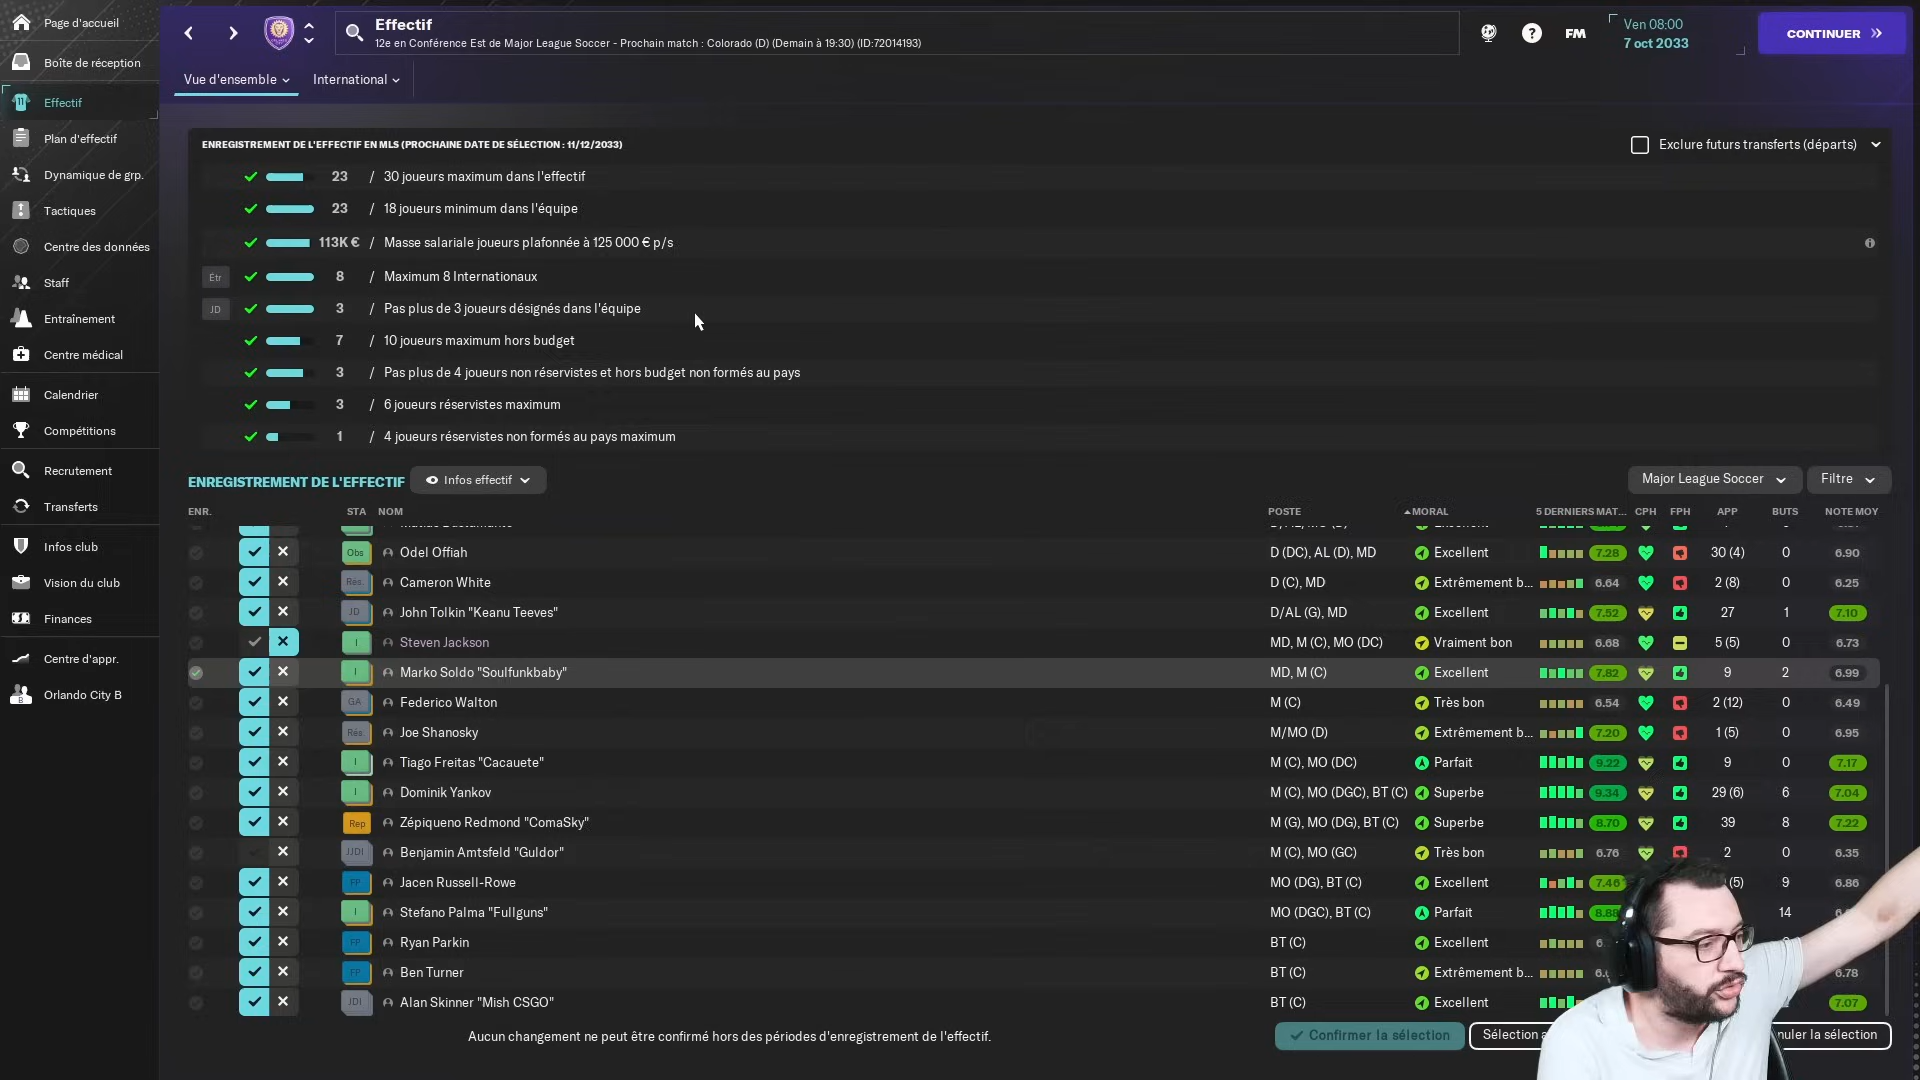 Page d'accueil
Boîte de réception
Effectif
Plan d'effectif
Dynamique de grp.
Tactiques
Centre des données
Staff
Entraînement
Centre médical
Calendrier
Compétitions
Recrutement
Transferts
Infos club
Vision du club
Finances
Centre d'appr.
Orlando City B
Effectif
12e en Conférence Est de Major League Soccer - Prochain match : Colorado (D) (Demain à 19:30) (ID:72014193)
FM
Ven 08:00
7 oct 2033
CONTINUER
Vue d'ensemble
International
ENREGISTREMENT DE L'EFFECTIF EN MLS (PROCHAINE DATE DE SÉLECTION : 11/12/2033)
Exclure futurs transferts (départs)
23 / 30 joueurs maximum dans l'effectif
23 / 18 joueurs minimum dans l'équipe
113K € / Masse salariale joueurs plafonnée à 125 000 € p/s
Étr 8 / Maximum 8 Internationaux
JD 3 / Pas plus de 3 joueurs désignés dans l'équipe
7 / 10 joueurs maximum hors budget
3 / Pas plus de 4 joueurs non réservistes et hors budget non formés au pays
3 / 6 joueurs réservistes maximum
1 / 4 joueurs réservistes non formés au pays maximum
ENREGISTREMENT DE L'EFFECTIF
Infos effectif
Major League Soccer
Filtre
ENR. STA NOM POSTE MORAL 5 DERNIERS MAT... CPH FPH APP BUTS NOTE MOY
Obs Odel Offiah D (DC), AL (D), MD Excellent 7.28 30 (4) 0 6.90
Rés. Cameron White D (C), MD Extrêmement b... 6.64 2 (8) 0 6.25
JD John Tolkin "Keanu Teeves" D/AL (G), MD Excellent 7.52 27 1 7.10
I Steven Jackson MD, M (C), MO (DC) Vraiment bon 6.68 5 (5) 0 6.73
I Marko Soldo "Soulfunkbaby" MD, M (C) Excellent 7.82 9 2 6.99
GA Federico Walton M (C) Très bon 6.54 2 (12) 0 6.49
Rés. Joe Shanosky M/MO (D) Extrêmement b... 7.20 1 (5) 0 6.95
I Tiago Freitas "Cacauete" M (C), MO (DC) Parfait 9.22 9 0 7.17
I Dominik Yankov M (C), MO (DGC), BT (C) Superbe 9.34 29 (6) 6 7.04
Rep Zépiqueno Redmond "ComaSky" M (G), MO (DG), BT (C) Superbe 8.70 39 8 7.22
JJDI Benjamin Amtsfeld "Guldor" M (C), MO (GC) Très bon 6.76 2 0 6.35
FP Jacen Russell-Rowe MO (DG), BT (C) Excellent 7.46 (5) 9 6.86
I Stefano Palma "Fullguns" MO (DGC), BT (C) Parfait 8.88 14
FP Ryan Parkin BT (C) Excellent
FP Ben Turner BT (C) Extrêmement b... 6.78
JDI Alan Skinner "Mish CSGO" BT (C) Excellent 7.07
Aucun changement ne peut être confirmé hors des périodes d'enregistrement de l'effectif.
Confirmer la sélection
Sélection
la sélection